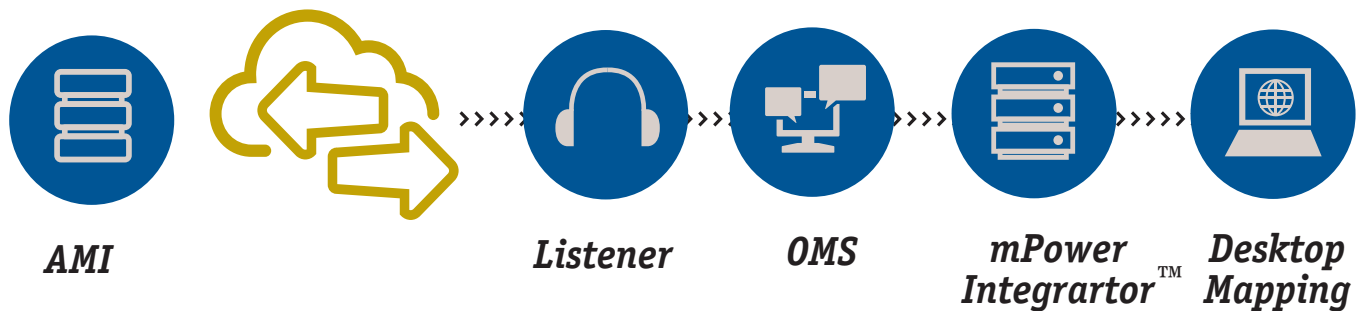 AMI
Listener
OMS
mPower
Integrartor™
Desktop
Mapping